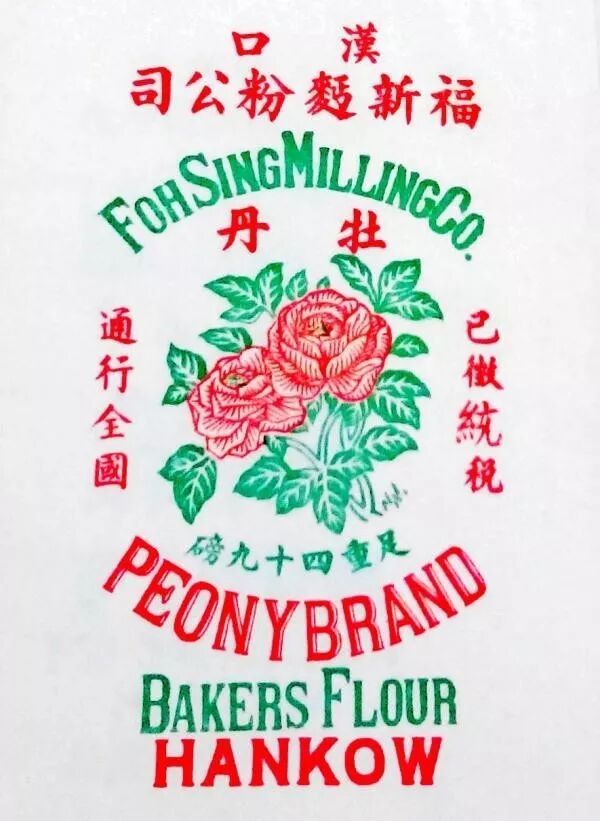 漢口
福新麪粉公司
FOH SING MILLING CO.
牡丹
已徵統税
通行全國
足重四十九磅
PEONY BRAND
BAKERS FLOUR
HANKOW